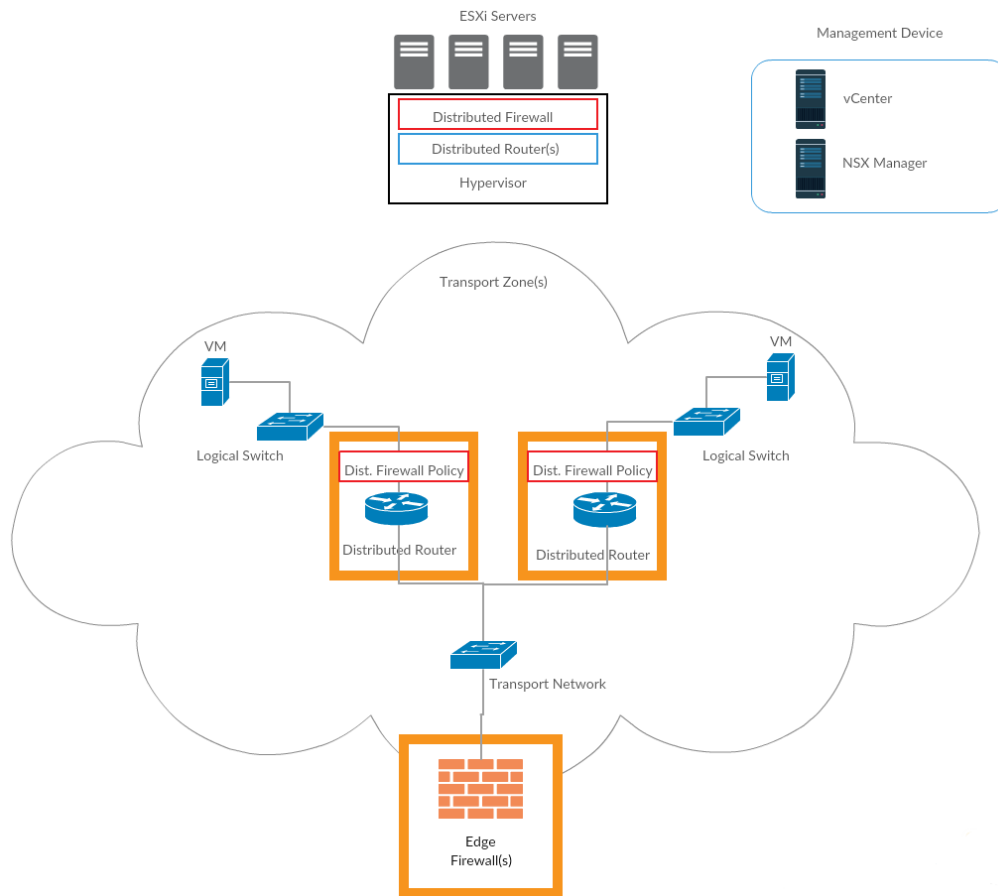 ESXi Servers
Management Device
Distributed Firewall
Distributed Router(s)
Hypervisor
vCenter
NSX Manager
Transport Zone(s)
VM
VM
Logical Switch
Logical Switch
Dist. Firewall Policy
Dist. Firewall Policy
Distributed Router
Distributed Router
Transport Network
Edge
Firewall(s)